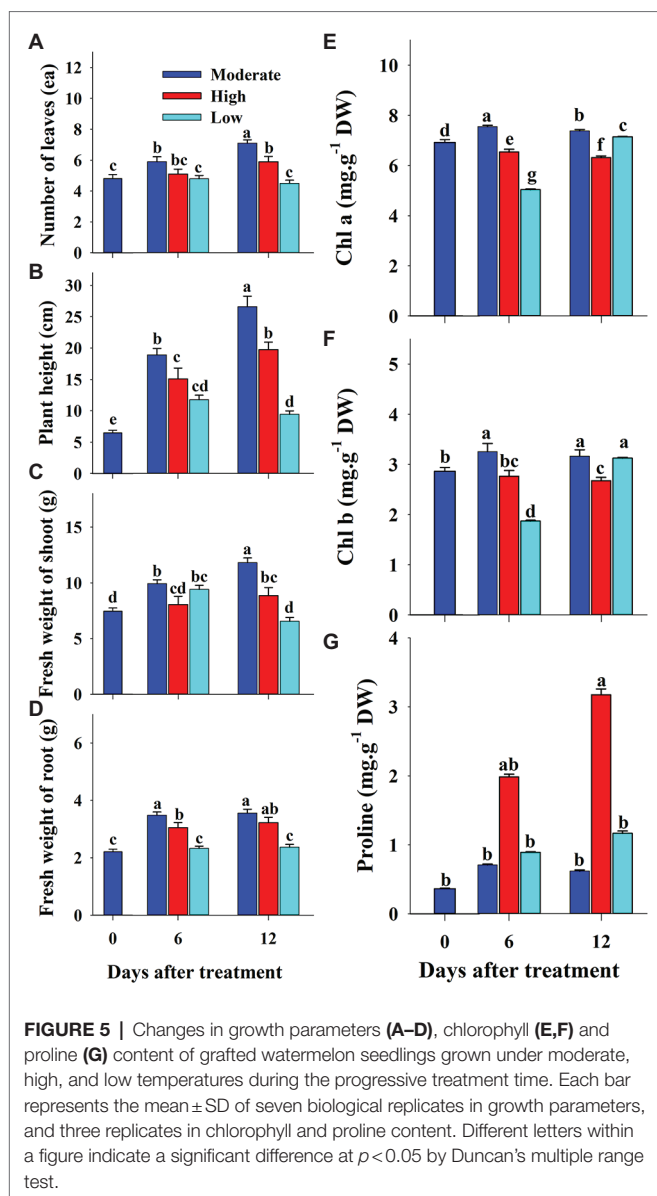 A
Number of leaves (ea)
12
10
8
6
4
2
0
Moderate
High
Low
c
b
bc
c
a
b
c
B
Plant height (cm)
30
25
20
15
10
5
0
e
b
c
cd
a
b
d
C
Fresh weight of shoot (g)
15
10
5
0
d
b
cd
bc
a
bc
d
D
Fresh weight of root (g)
6
4
2
0
c
a
b
c
a
ab
c
0
6
12
Days after treatment
E
Chl a (mg.g-1 DW)
10
8
6
4
2
0
d
a
e
g
b
f
c
F
Chl b (mg.g-1 DW)
5
4
3
2
1
0
b
a
bc
d
a
c
a
G
Proline (mg.g-1 DW)
4
3
2
1
0
b
b
ab
b
b
a
b
0
6
12
Days after treatment
FIGURE 5 | Changes in growth parameters (A–D), chlorophyll (E,F) and
proline (G) content of grafted watermelon seedlings grown under moderate,
high, and low temperatures during the progressive treatment time. Each bar
represents the mean ± SD of seven biological replicates in growth parameters,
and three replicates in chlorophyll and proline content. Different letters within
a figure indicate a significant difference at p < 0.05 by Duncan's multiple range
test.